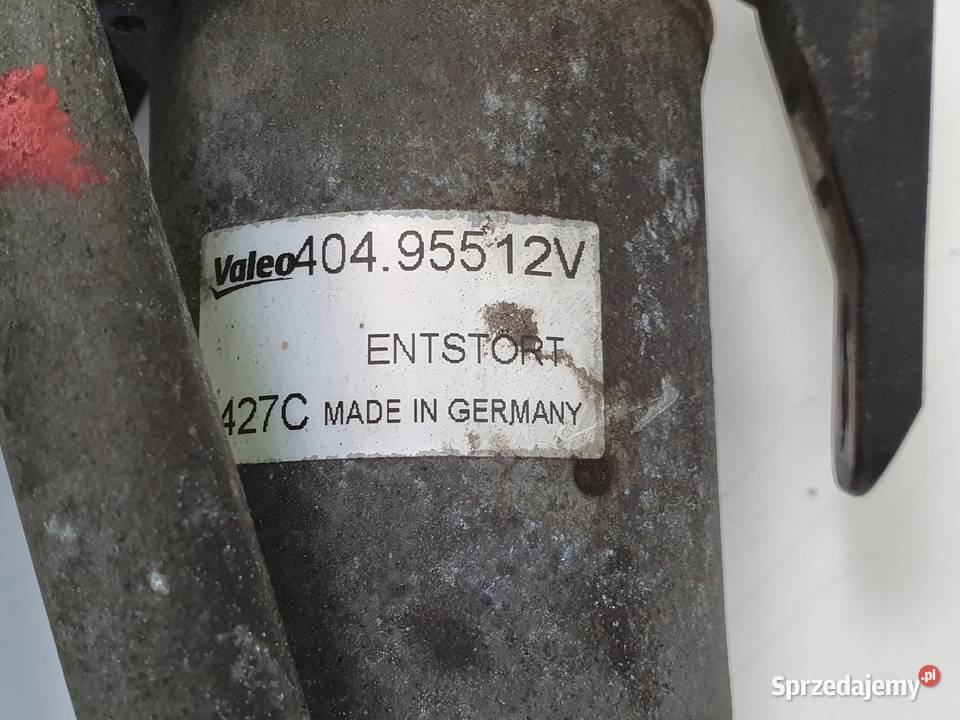 Valeo 404.955 12V
ENTSTORT
427C MADE IN GERMANY
Sprzedajemy.pl